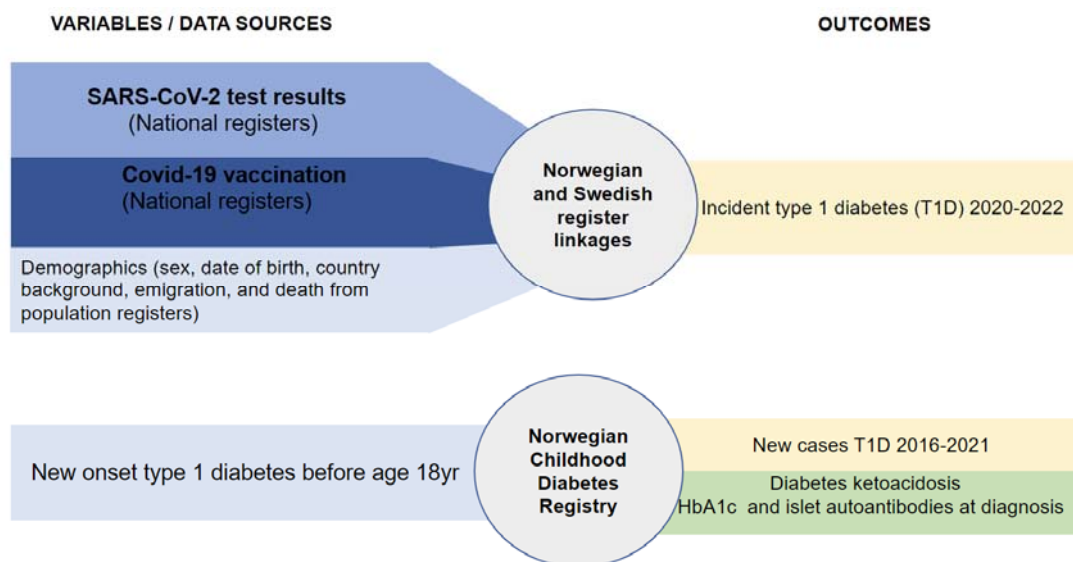 VARIABLES / DATA SOURCES
OUTCOMES
SARS-CoV-2 test results
(National registers)
Covid-19 vaccination
(National registers)
Demographics (sex, date of birth, country
background, emigration, and death from
population registers)
Norwegian
and Swedish
register
linkages
Incident type 1 diabetes (T1D) 2020-2022
New onset type 1 diabetes before age 18yr
Norwegian
Childhood
Diabetes
Registry
New cases T1D 2016-2021
Diabetes ketoacidosis
HbA1c and islet autoantibodies at diagnosis